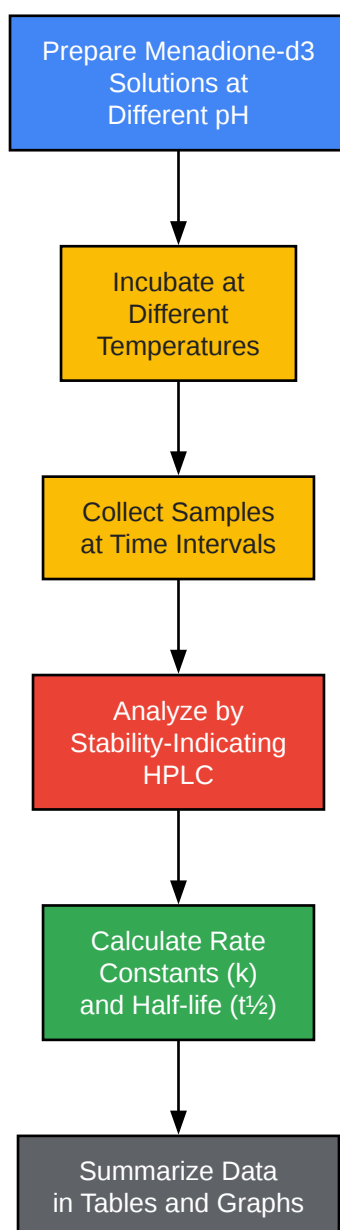 Prepare Menadione-d3
Solutions at
Different pH
Incubate at
Different
Temperatures
Collect Samples
at Time Intervals
Analyze by
Stability-Indicating
HPLC
Calculate Rate
Constants (k)
and Half-life (t½)
Summarize Data
in Tables and Graphs